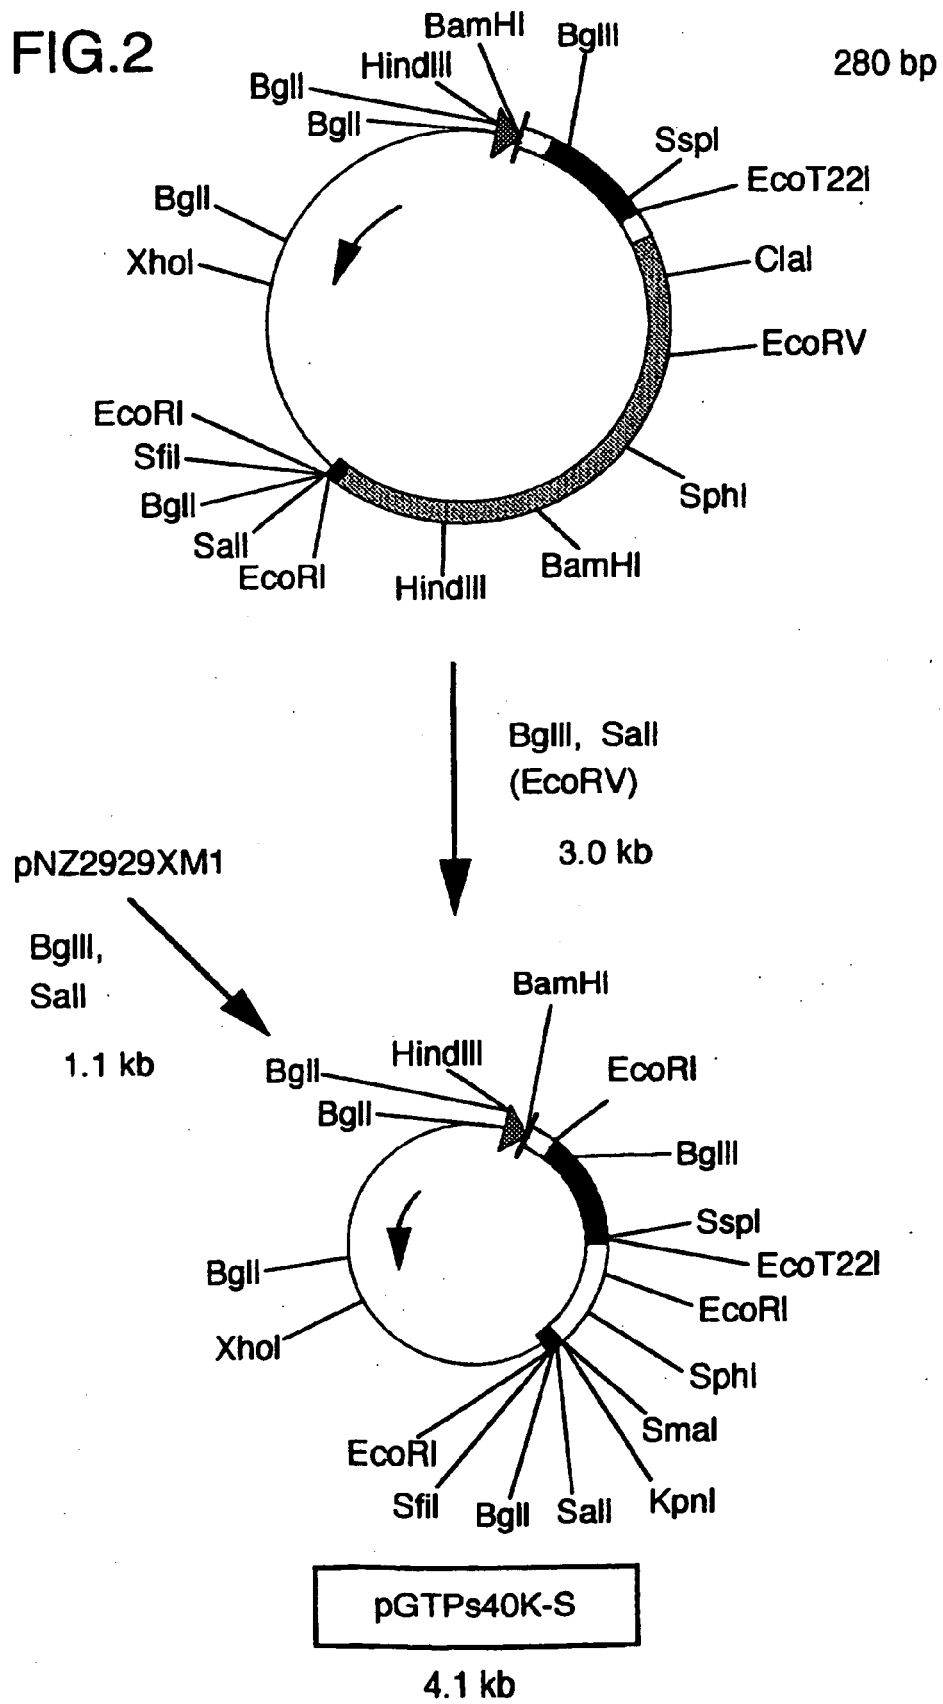 FIG.2
280 bp
BamHI
BglII
HindIII
BglI
BglI
SspI
EcoT22I
BglI
XhoI
ClaI
EcoRV
EcoRI
SfiI
BglI
SalI
EcoRI
HindIII
BamHI
SphI
BglII, SalI
(EcoRV)
3.0 kb
pNZ2929XM1
BglII,
SalI
1.1 kb
BamHI
HindIII
BglI
BglI
EcoRI
BglII
SspI
EcoT22I
EcoRI
BglI
XhoI
SphI
SmaI
KpnI
EcoRI
SfiI
BglI
SalI
pGTPs40K-S
4.1 kb